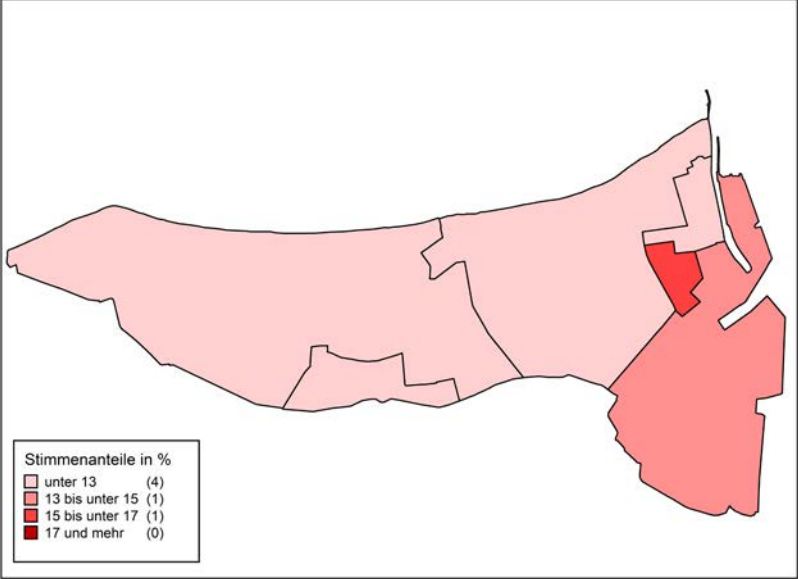 Stimmenanteile in %
unter 13 (4)
13 bis unter 15 (1)
15 bis unter 17 (1)
17 und mehr (0)